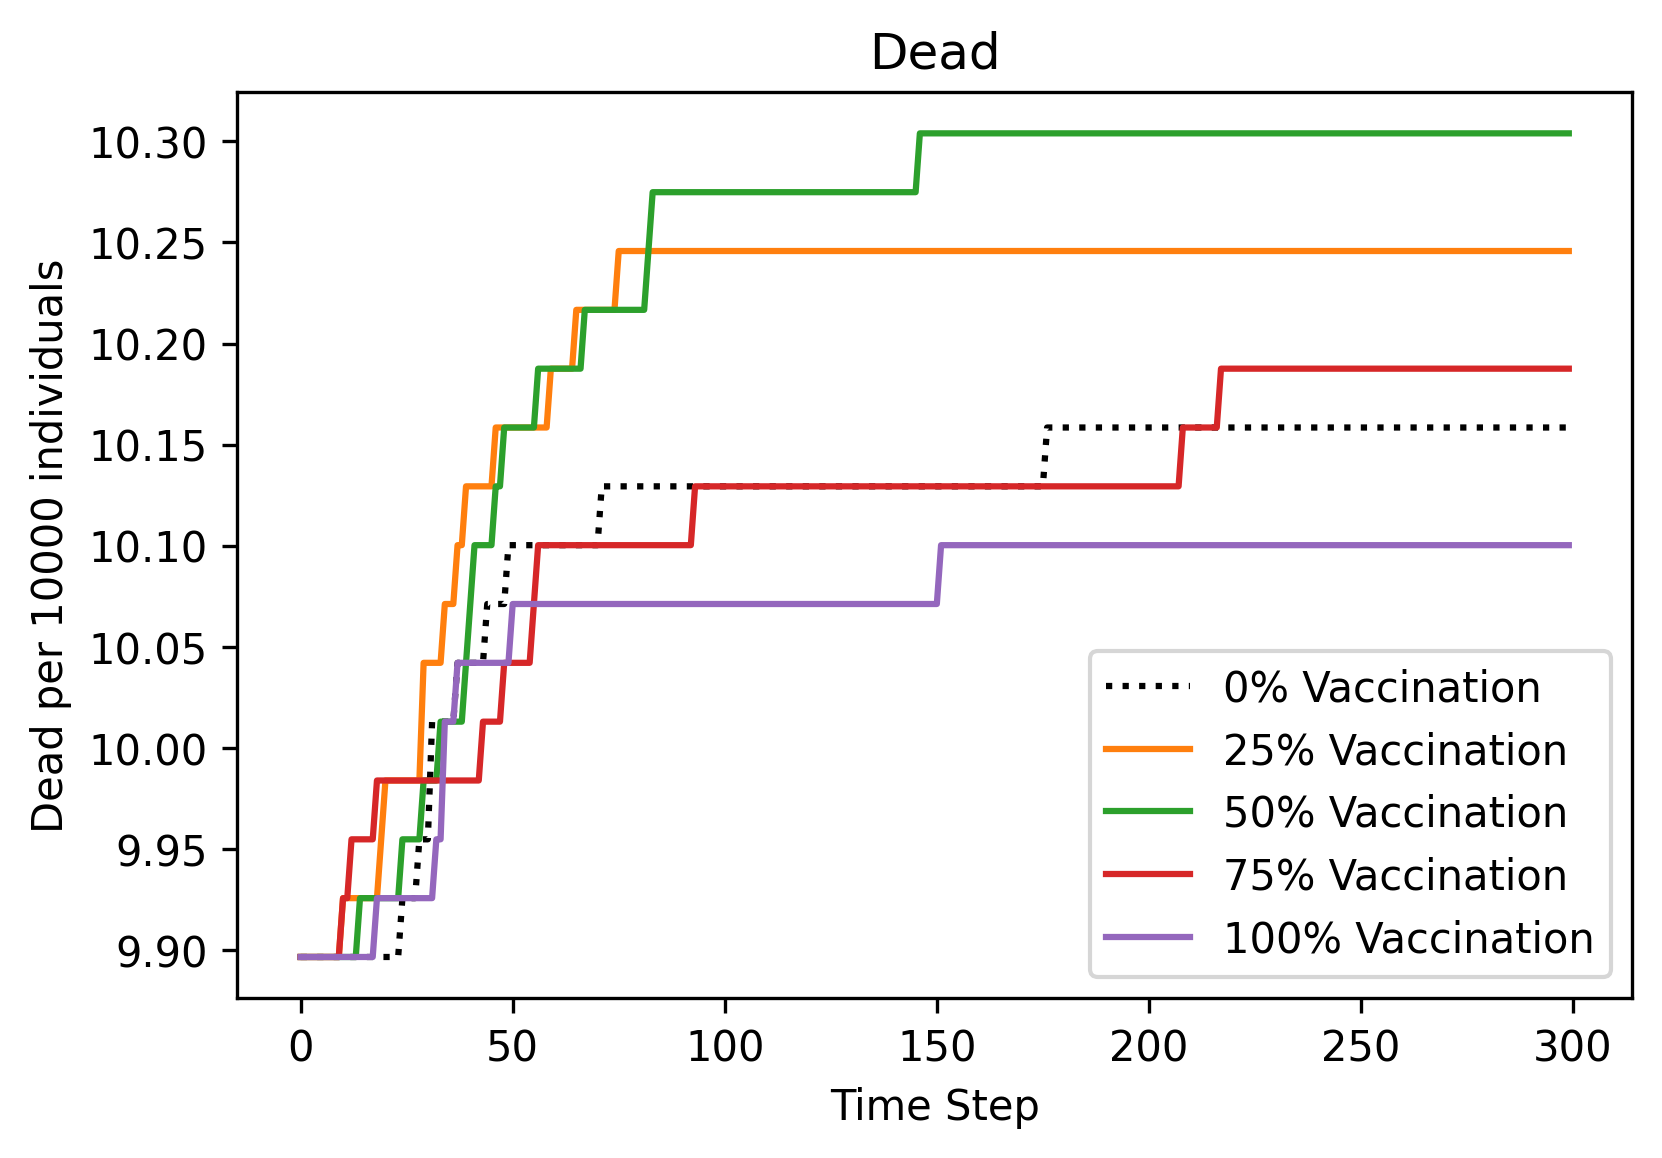 Dead
Dead per 10000 individuals
10.30
10.25
10.20
10.15
10.10
10.05
10.00
9.95
9.90
0% Vaccination
25% Vaccination
50% Vaccination
75% Vaccination
100% Vaccination
0 50 100 150 200 250 300
Time Step